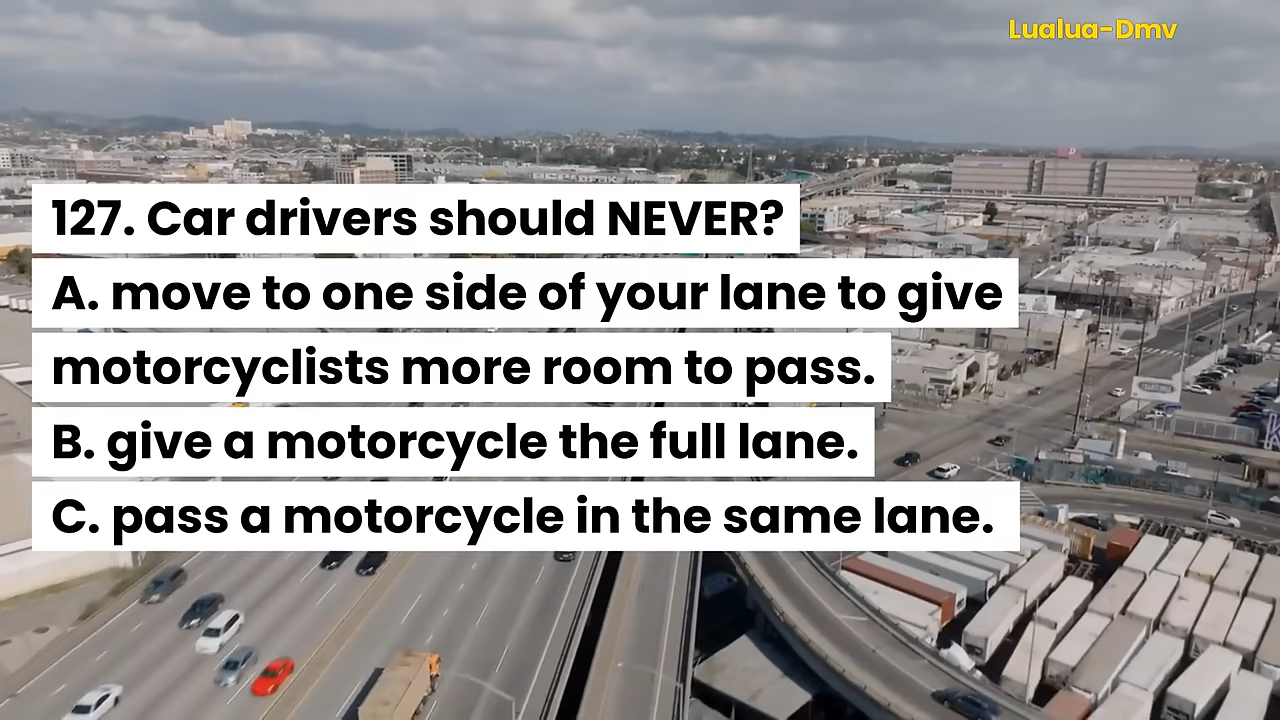 Lualua-Dmv
127. Car drivers should NEVER?
A. move to one side of your lane to give
motorcyclists more room to pass.
B. give a motorcycle the full lane.
C. pass a motorcycle in the same lane.